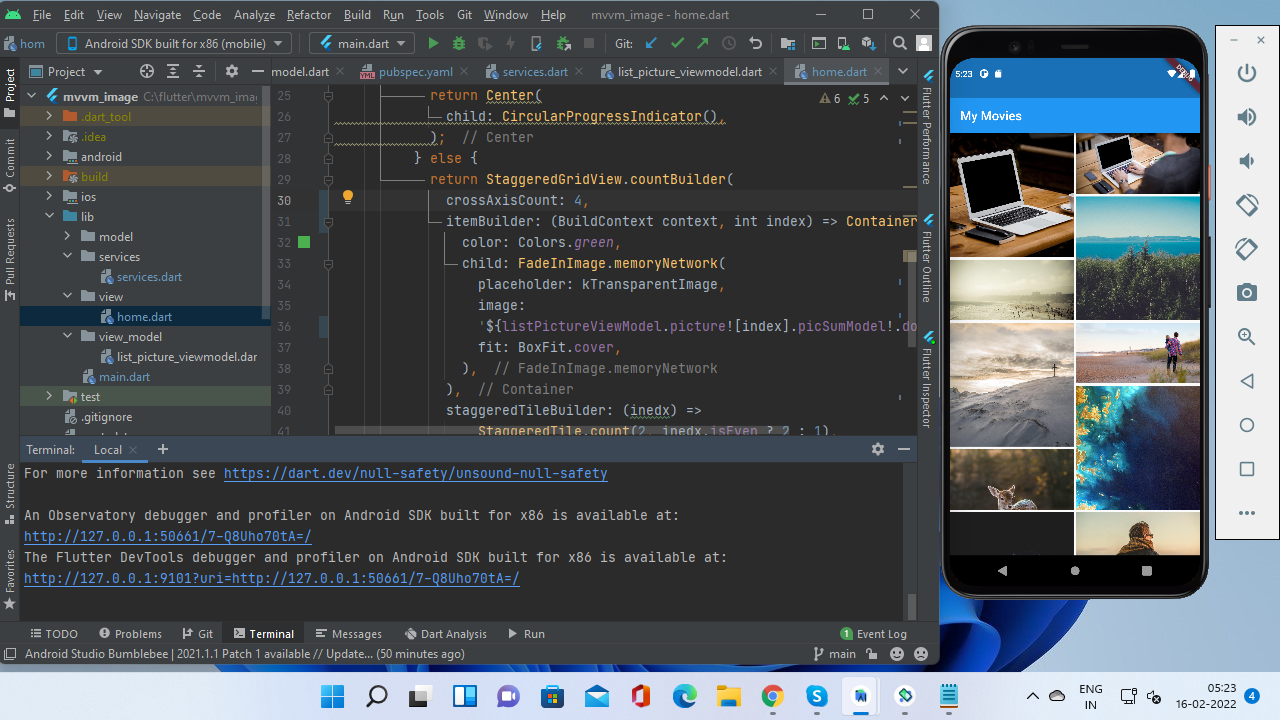 File Edit View Navigate Code Analyze Refactor Build Run Tools Git Window Help mvvm_image - home.dart
hom Android SDK built for x86 (mobile) main.dart Git:
Project model.dart pubspec.yaml services.dart list_picture_viewmodel.dart home.dart
mvvm_image C:\flutter\mvvm_ima
.dart_tool
.idea
android
build
ios
lib
model
services
services.dart
view
home.dart
view_model
list_picture_viewmodel.dar
main.dart
test
.gitignore
Project
Commit
Pull Requests
Structure
Favorites
6 5
25 return Center(
26 child: CircularProgressIndicator(),
27 ); // Center
28 } else {
29 return StaggeredGridView.countBuilder(
30 crossAxisCount: 4,
31 itemBuilder: (BuildContext context, int index) => Container
32 color: Colors.green,
33 child: FadeInImage.memoryNetwork(
34 placeholder: kTransparentImage,
35 image:
36 '${listPictureViewModel.picture![index].picSumModel!.do
37 fit: BoxFit.cover,
38 ), // FadeInImage.memoryNetwork
39 ), // Container
40 staggeredTileBuilder: (inedx) =>
41 StaggeredTile.count(2, inedx.isEven ? 2 : 1),
Flutter Performance
Flutter Outline
Flutter Inspector
Terminal: Local
For more information see https://dart.dev/null-safety/unsound-null-safety
An Observatory debugger and profiler on Android SDK built for x86 is available at:
http://127.0.0.1:50661/7-Q8Uho70tA=/
The Flutter DevTools debugger and profiler on Android SDK built for x86 is available at:
http://127.0.0.1:9101?uri=http://127.0.0.1:50661/7-Q8Uho70tA=/
TODO Problems Git Terminal Messages Dart Analysis Run 1 Event Log
Android Studio Bumblebee | 2021.1.1 Patch 1 available // Update... (50 minutes ago) main
5:23
DEBUG
My Movies
ENG
IN
05:23
16-02-2022
4